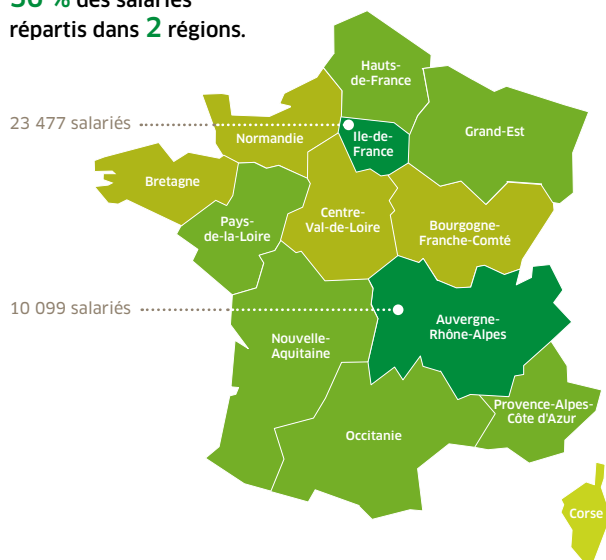 % des salariés
répartis dans 2 régions.
Hauts-
de-France
23 477 salariés
Normandie
Ile-de-
France
Grand-Est
Bretagne
Pays-
de-la-Loire
Centre-
Val-de-Loire
Bourgogne-
Franche-Comté
10 099 salariés
Auvergne-
Rhône-Alpes
Nouvelle-
Aquitaine
Provence-Alpes-
Côte d'Azur
Occitanie
Corse